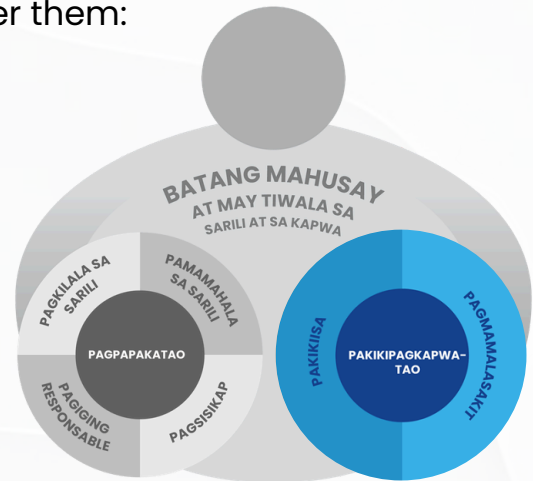 er them:
BATANG MAHUSAY
AT MAY TIWALA SA
SARILI AT SA KAPWA
PAGKILALA SA
SARILI
PAMAMAHALA
SA SARILI
PAGPAPAKATAO
PAGIGING
RESPONSABLE
PAGSISIKAP
PAKIKIISA
PAKIKIPAGKAPWA-
TAO
PAGMAMALASAKIT